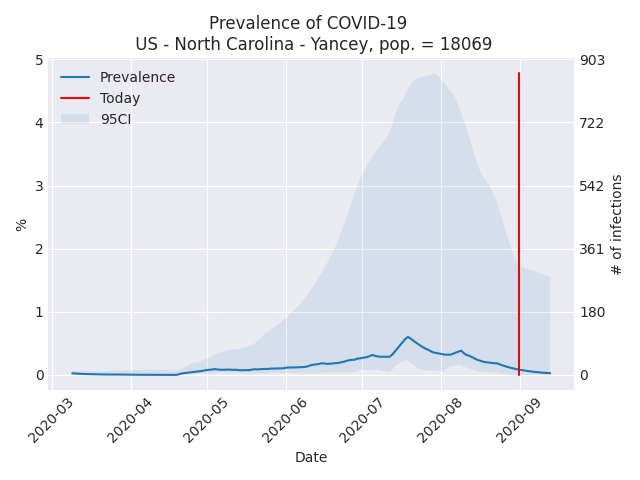 Prevalence of COVID-19
US - North Carolina - Yancey, pop. = 18069
Prevalence
Today
95CI
5
4
3
2
1
0
%
903
722
542
361
180
0
# of infections
2020-03
2020-04
2020-05
2020-06
2020-07
2020-08
2020-09
Date